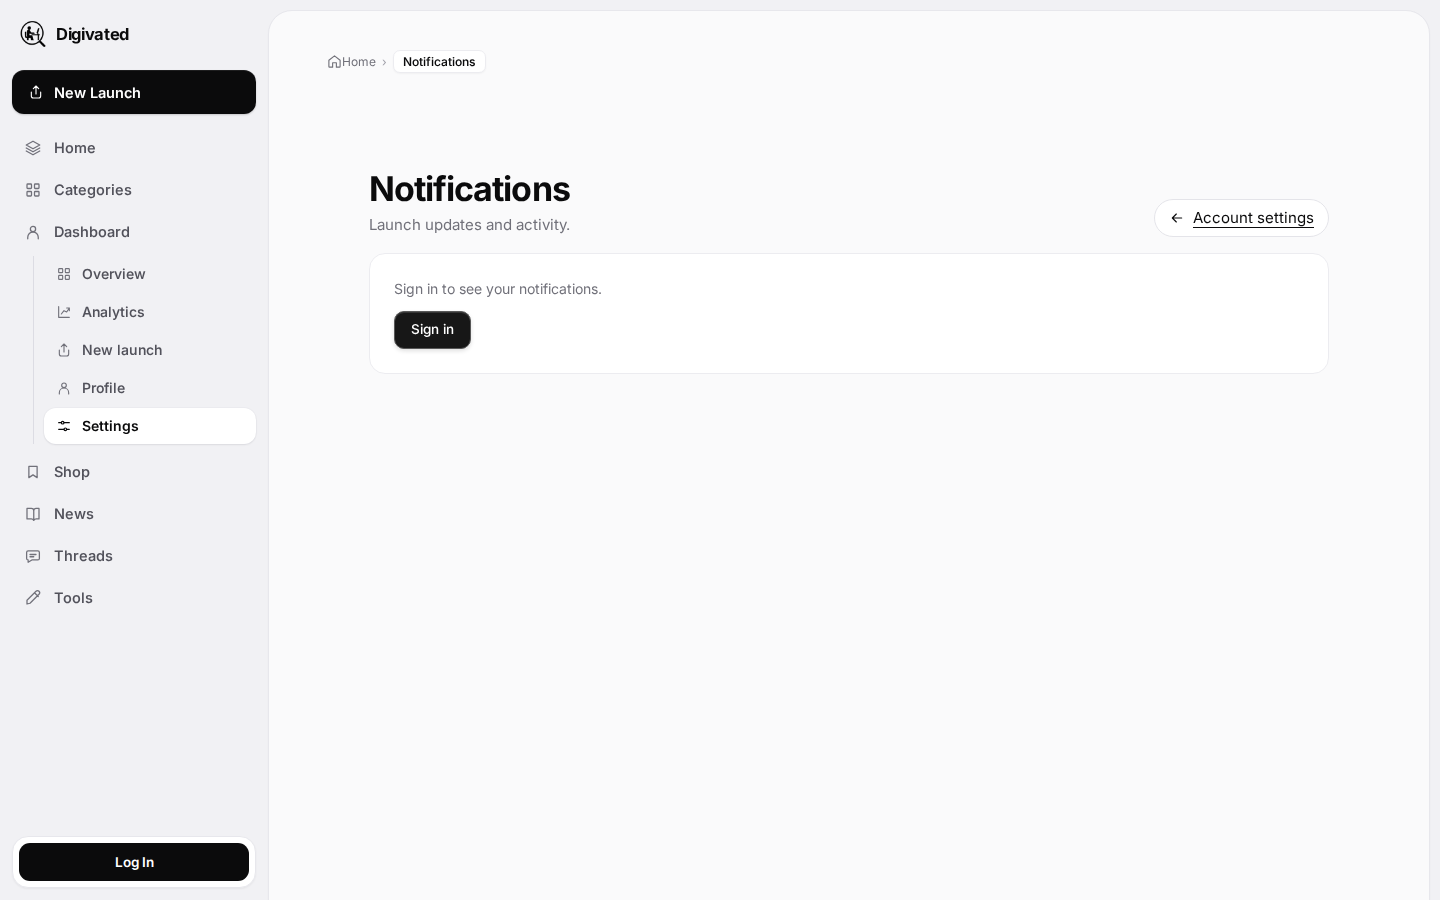 Digivated
New Launch
Home
Categories
Dashboard
Overview
Analytics
New launch
Profile
Settings
Shop
News
Threads
Tools
Log In
Home › Notifications
Notifications
Launch updates and activity.
← Account settings
Sign in to see your notifications.
Sign in